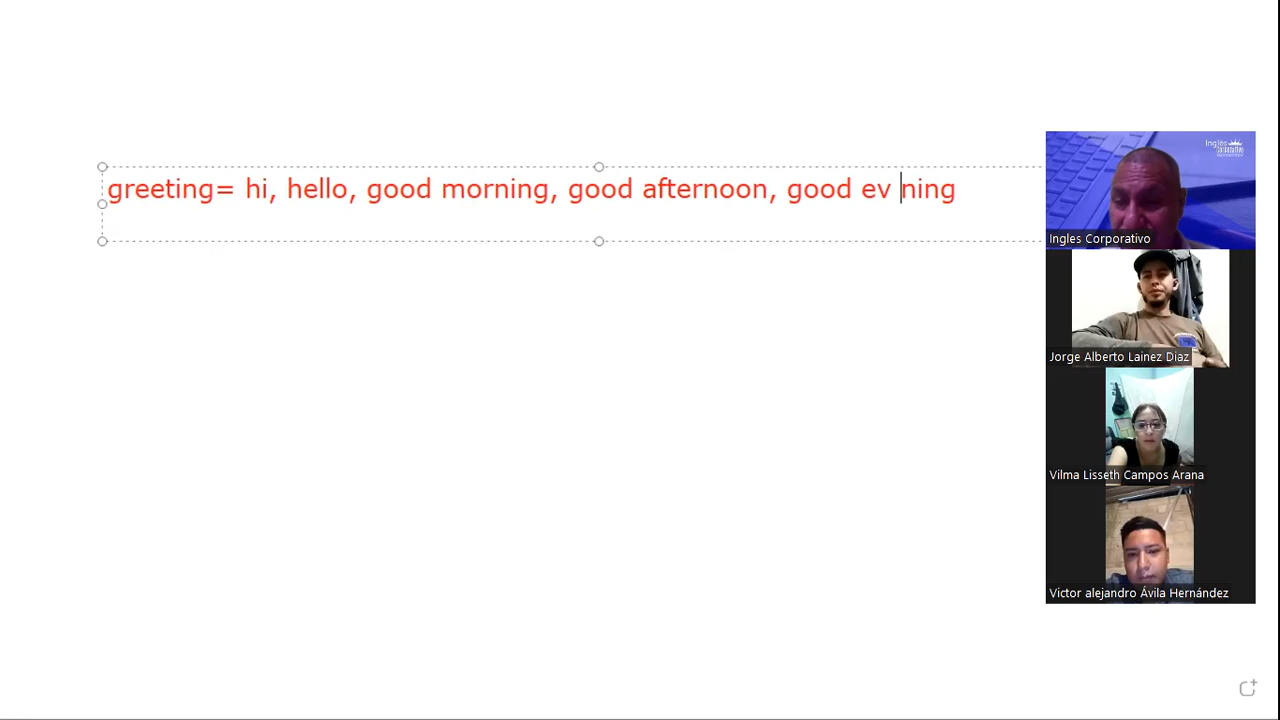 greeting= hi, hello, good morning, good afternoon, good ev ning
Ingles
Ingles Corporativo
Jorge Alberto Lainez Diaz
Vilma Lisseth Campos Arana
Victor alejandro Ávila Hernández